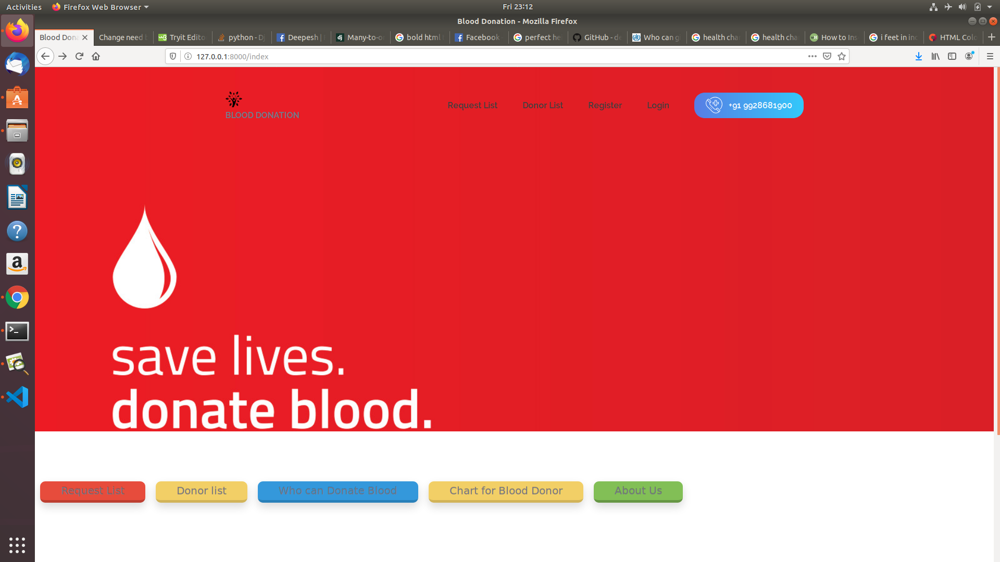 Activities
Firefox Web Browser
Fri 23:12
Blood Donation - Mozilla Firefox
Blood Dona
Change need
Tryit Edito
python - D
Deepesh |
Many-to-o
bold html
Facebook
perfect he
GitHub - de
Who can g
health cha
health cha
How to Ins
i feet in inc
HTML Colo
127.0.0.1:8000/index
BLOOD DONATION
Request List
Donor List
Register
Login
+91 9928681900
save lives.
donate blood.
Request List
Donor list
Who can Donate Blood
Chart for Blood Donor
About Us